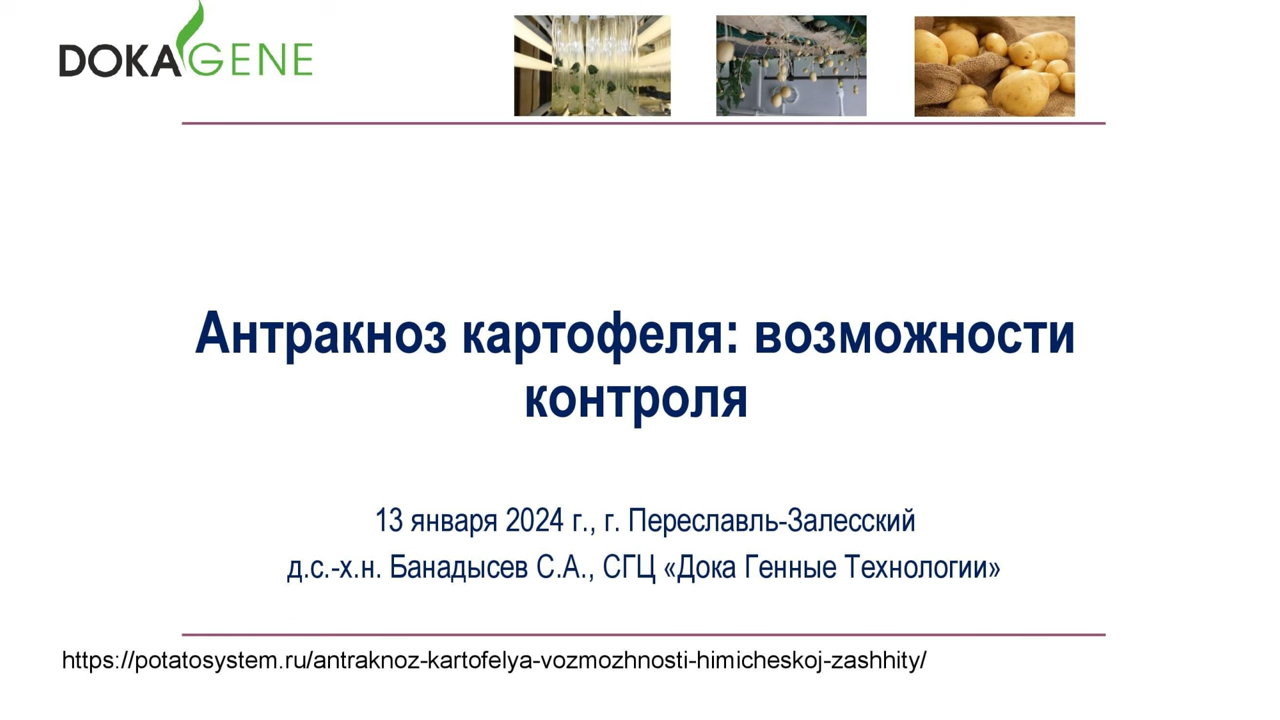 DOKAGENE
Антракноз картофеля: возможности
контроля
13 января 2024 г., г. Переславль-Залесский
д.с.-х.н. Банадысев С.А., СГЦ «Дока Генные Технологии»
https://potatosystem.ru/antraknoz-kartofelya-vozmozhnosti-himicheskoj-zashhity/